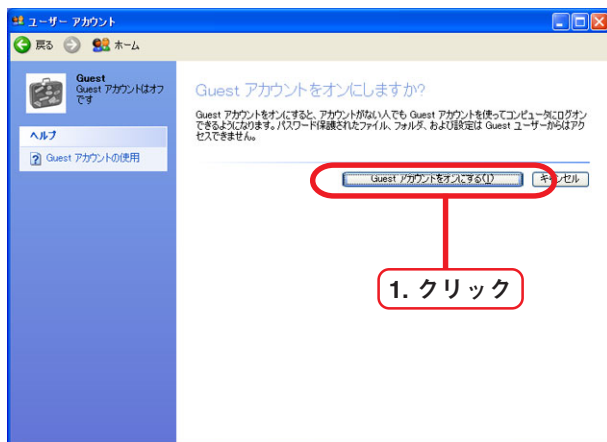 ユーザー アカウント
戻る ホーム
Guest
Guest アカウントはオフ
です
ヘルプ
Guest アカウントの使用
Guest アカウントをオンにしますか?
Guest アカウントをオンにすると、アカウントがない人でも Guest アカウントを使ってコンピュータにログオン
できるようになります。パスワード保護されたファイル、フォルダ、および設定は Guest ユーザーからはアク
セスできません。
Guest アカウントをオンにする(T) キャンセル
1. クリック